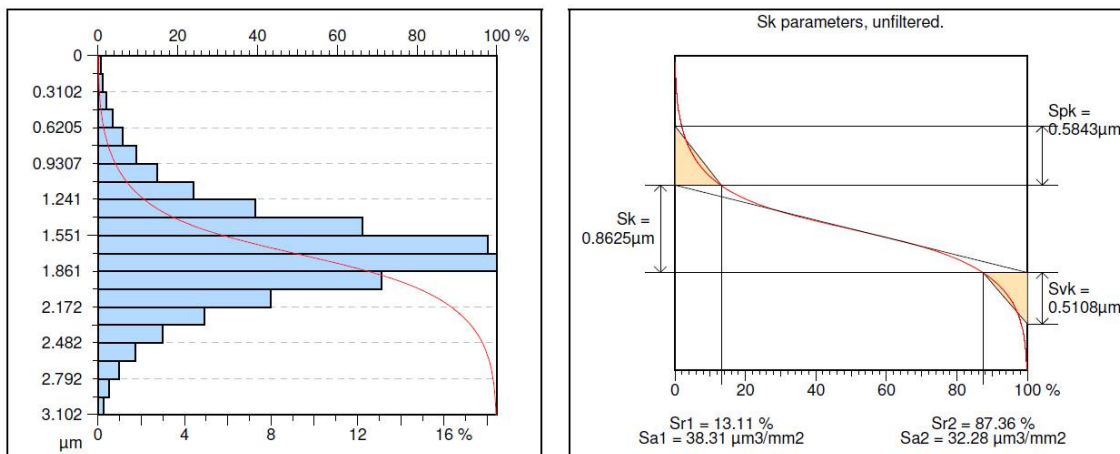 0 20 40 60 80 100 %
0
0.3102
0.6205
0.9307
1.241
1.551
1.861
2.172
2.482
2.792
3.102
µm
0 4 8 12 16 %
Sk parameters, unfiltered.
Spk =
0.5843µm
Sk =
0.8625µm
Svk =
0.5108µm
0 20 40 60 80 100 %
Sr1 = 13.11 % Sr2 = 87.36 %
Sa1 = 38.31 µm3/mm2 Sa2 = 32.28 µm3/mm2